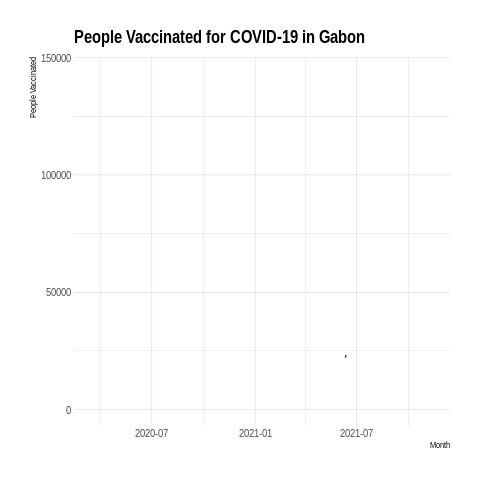 People Vaccinated for COVID-19 in Gabon
People Vaccinated
150000
100000
50000
0
2020-07
2021-01
2021-07
Month